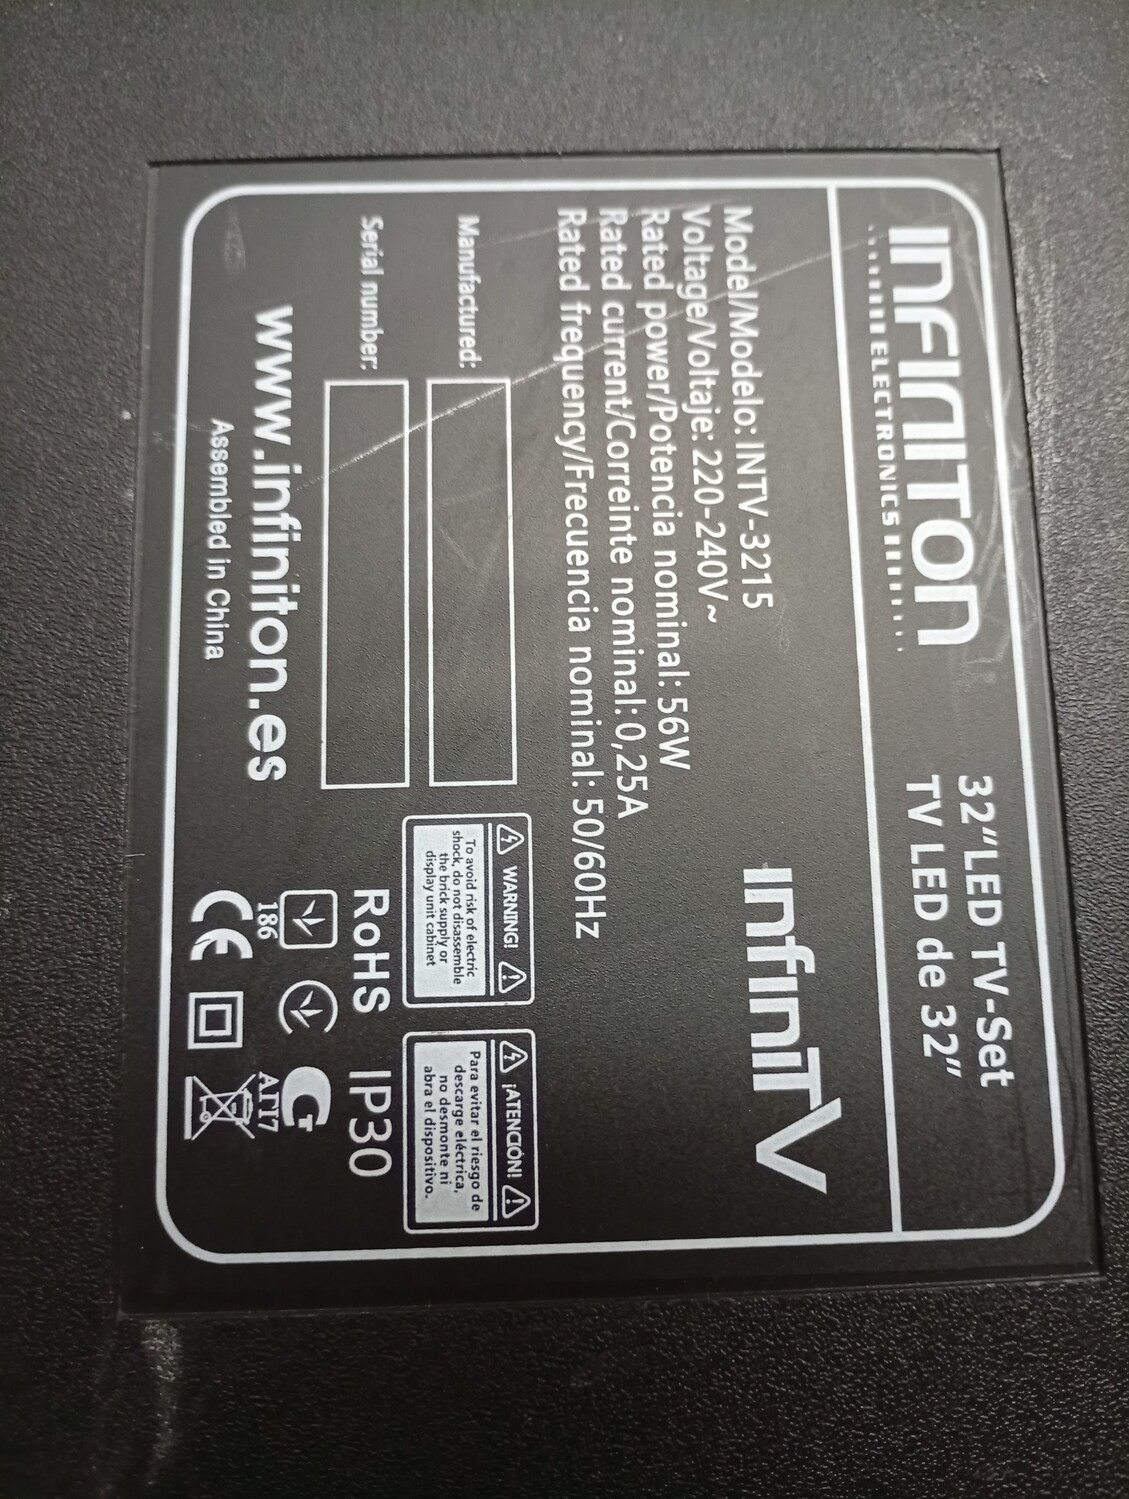 INFINITON
ELECTRONICS
32“LED TV-Set
TV LED de 32”
Model/Modelo: INTV-3215
Voltage/Voltaje: 220-240V~
Rated power/Potencia nominal: 56W
Rated current/Correinte nominal: 0,25A
Rated frequency/Frecuencia nominal: 50/60Hz
INFINITV
Manufactured:
Serial number:
www.infiniton.es
Assembled in China
WARNING!
To avoid risk of electric
shock, do not disassemble
the brick supply or
display unit cabinet
¡ATENCIÓN!
Para evitar el riesgo de
descarge eléctrica,
no desmonte ni
abra el dispositivo.
RoHS IP30
186
АГ17
CE